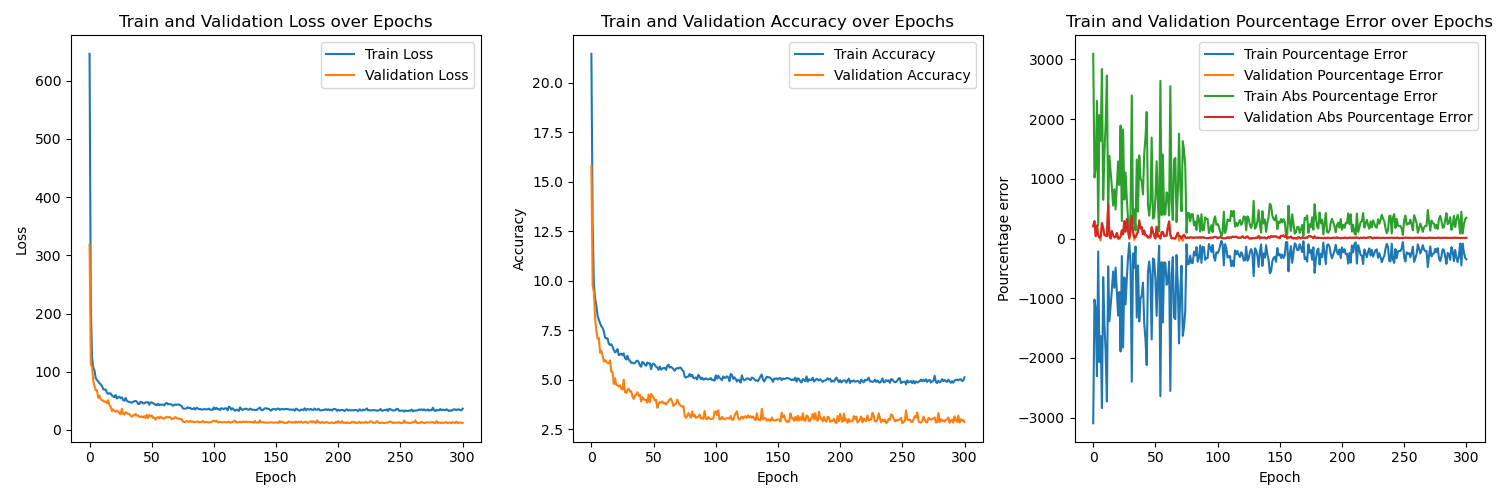 Train and Validation Loss over Epochs
Train Loss
Validation Loss
600
500
400
300
200
100
0
Loss
0 50 100 150 200 250 300
Epoch
Train and Validation Accuracy over Epochs
Train Accuracy
Validation Accuracy
20.0
17.5
15.0
12.5
10.0
7.5
5.0
2.5
Accuracy
0 50 100 150 200 250 300
Epoch
Train and Validation Pourcentage Error over Epochs
Train Pourcentage Error
Validation Pourcentage Error
Train Abs Pourcentage Error
Validation Abs Pourcentage Error
3000
2000
1000
0
−1000
−2000
−3000
Pourcentage error
0 50 100 150 200 250 300
Epoch